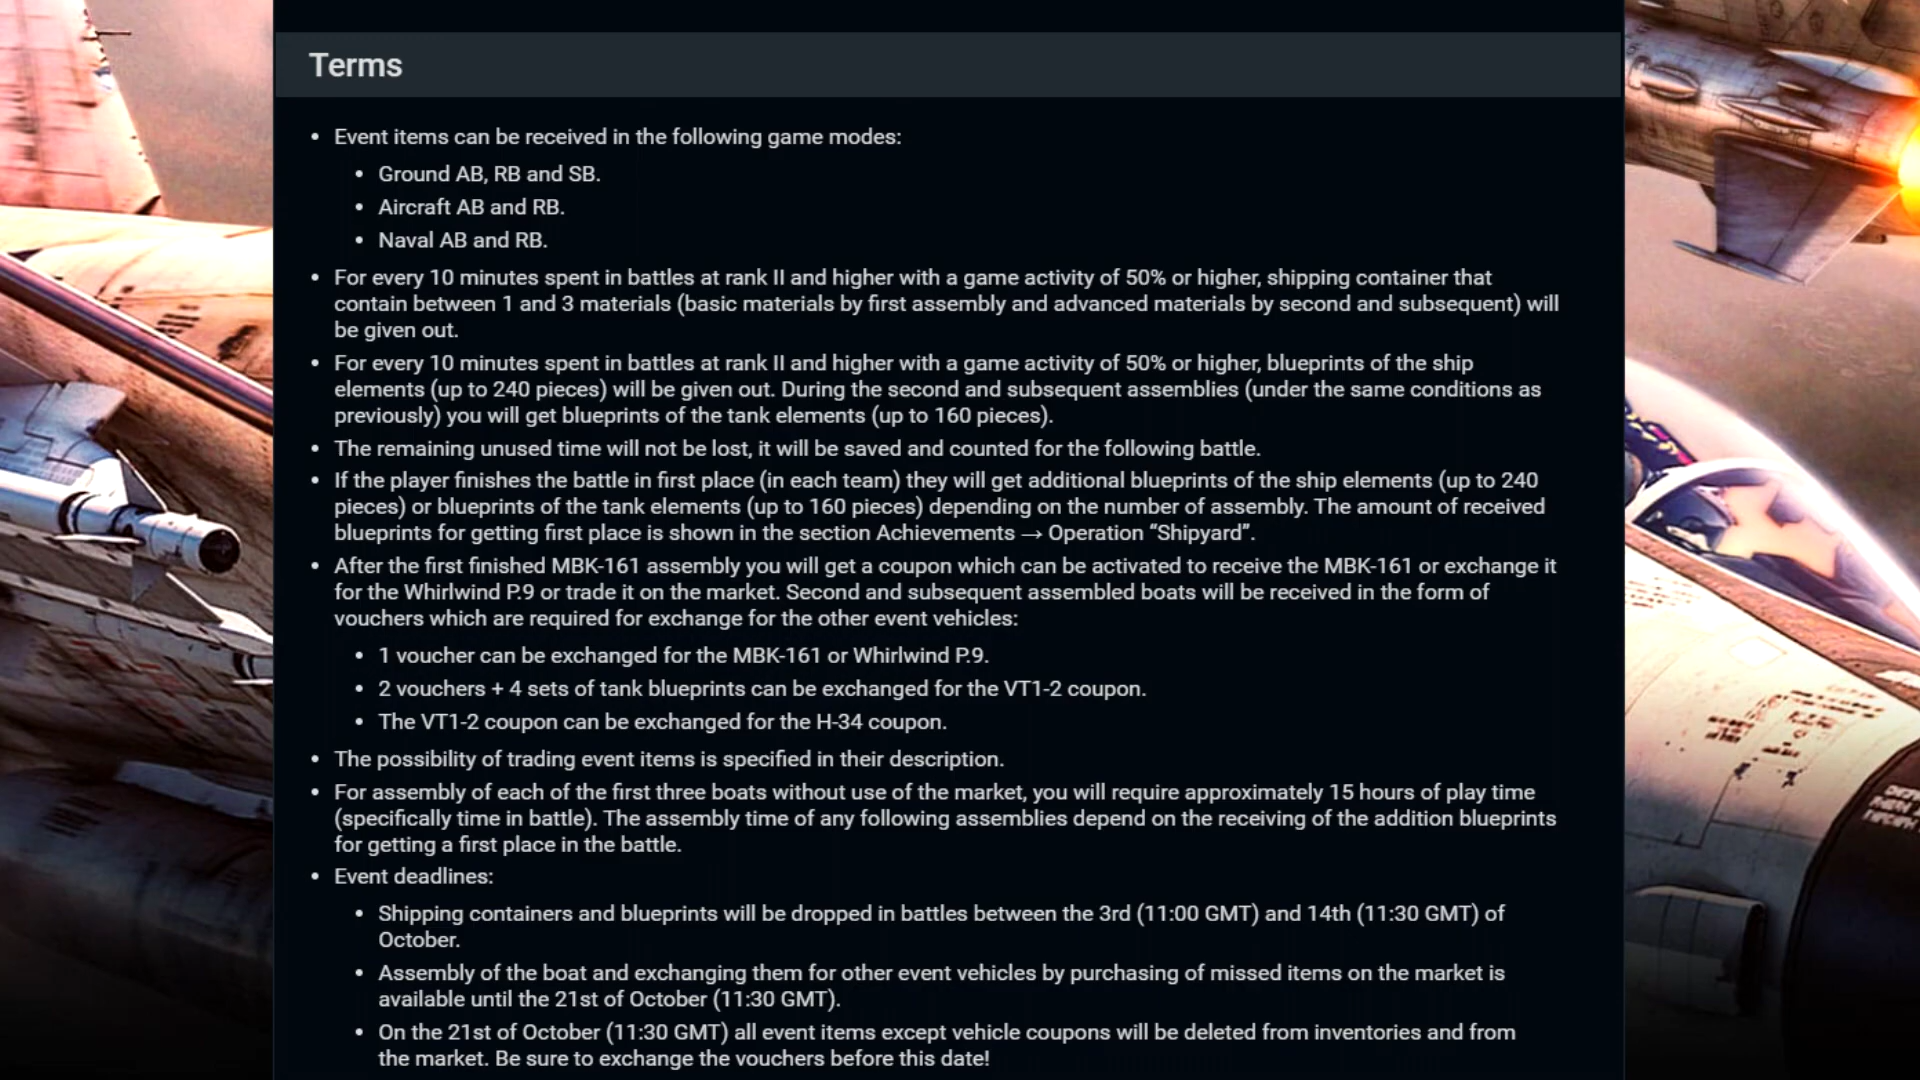 Terms
• Event items can be received in the following game modes:
• Ground AB, RB and SB.
• Aircraft AB and RB.
• Naval AB and RB.
• For every 10 minutes spent in battles at rank II and higher with a game activity of 50% or higher, shipping container that
contain between 1 and 3 materials (basic materials by first assembly and advanced materials by second and subsequent) will
be given out.
• For every 10 minutes spent in battles at rank II and higher with a game activity of 50% or higher, blueprints of the ship
elements (up to 240 pieces) will be given out. During the second and subsequent assemblies (under the same conditions as
previously) you will get blueprints of the tank elements (up to 160 pieces).
• The remaining unused time will not be lost, it will be saved and counted for the following battle.
• If the player finishes the battle in first place (in each team) they will get additional blueprints of the ship elements (up to 240
pieces) or blueprints of the tank elements (up to 160 pieces) depending on the number of assembly. The amount of received
blueprints for getting first place is shown in the section Achievements → Operation “Shipyard”.
• After the first finished MBK-161 assembly you will get a coupon which can be activated to receive the MBK-161 or exchange it
for the Whirlwind P.9 or trade it on the market. Second and subsequent assembled boats will be received in the form of
vouchers which are required for exchange for the other event vehicles:
• 1 voucher can be exchanged for the MBK-161 or Whirlwind P.9.
• 2 vouchers + 4 sets of tank blueprints can be exchanged for the VT1-2 coupon.
• The VT1-2 coupon can be exchanged for the H-34 coupon.
• The possibility of trading event items is specified in their description.
• For assembly of each of the first three boats without use of the market, you will require approximately 15 hours of play time
(specifically time in battle). The assembly time of any following assemblies depend on the receiving of the addition blueprints
for getting a first place in the battle.
• Event deadlines:
• Shipping containers and blueprints will be dropped in battles between the 3rd (11:00 GMT) and 14th (11:30 GMT) of
October.
• Assembly of the boat and exchanging them for other event vehicles by purchasing of missed items on the market is
available until the 21st of October (11:30 GMT).
• On the 21st of October (11:30 GMT) all event items except vehicle coupons will be deleted from inventories and from
the market. Be sure to exchange the vouchers before this date!